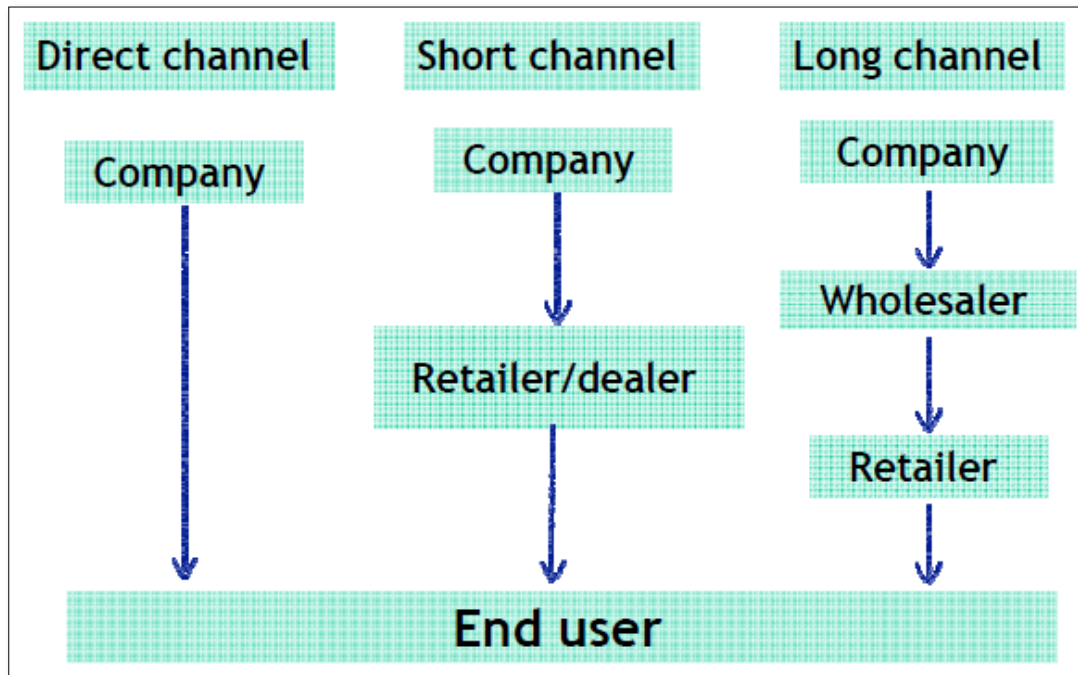 Direct channel
Short channel
Long channel
Company
Company
Company
Wholesaler
Retailer/dealer
Retailer
End user